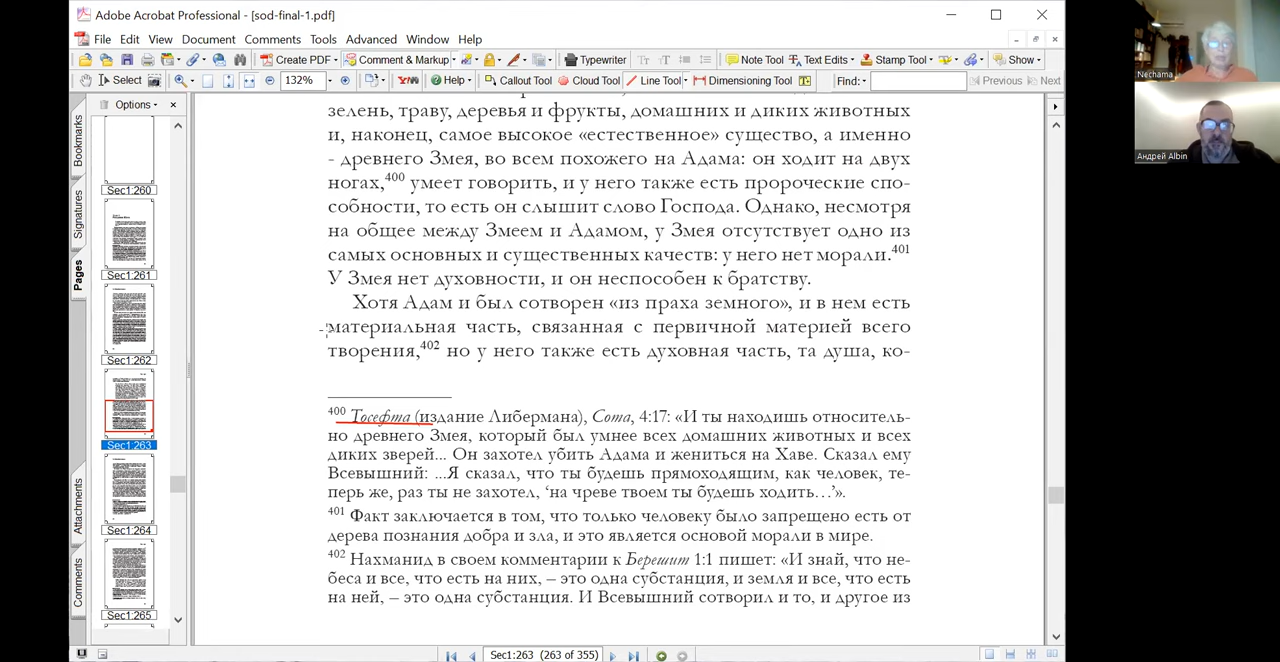 Adobe Acrobat Professional - [sod-final-1.pdf]
File Edit View Document Comments Tools Advanced Window Help
Create PDF Comment & Markup Typewriter Note Tool Text Edits Stamp Tool Show
Select 132% Help Callout Tool Cloud Tool Line Tool Dimensioning Tool Find: Previous Next
Options
Bookmarks
Signatures
Pages
Attachments
Comments
Sec1:260
Sec1:261
Sec1:262
Sec1:263
Sec1:264
Sec1:265
зелень, траву, деревья и фрукты, домашних и диких животных
и, наконец, самое высокое «естественное» существо, а именно
- древнего Змея, во всем похожего на Адама: он ходит на двух
ногах,400 умеет говорить, и у него также есть пророческие спо-
собности, то есть он слышит слово Господа. Однако, несмотря
на общее между Змеем и Адамом, у Змея отсутствует одно из
самых основных и существенных качеств: у него нет морали.401
У Змея нет духовности, и он неспособен к братству.
Хотя Адам и был сотворен «из праха земного», и в нем есть
материальная часть, связанная с первичной материей всего
творения,402 но у него также есть духовная часть, та душа, ко-
400 Тосефта (издание Либермана), Сота, 4:17: «И ты находишь относитель-
но древнего Змея, который был умнее всех домашних животных и всех
диких зверей... Он захотел убить Адама и жениться на Хаве. Сказал ему
Всевышний: ...Я сказал, что ты будешь прямоходящим, как человек, те-
перь же, раз ты не захотел, ‘на чреве твоем ты будешь ходить...’».
401 Факт заключается в том, что только человеку было запрещено есть от
дерева познания добра и зла, и это является основой морали в мире.
402 Нахманид в своем комментарии к Берешит 1:1 пишет: «И знай, что не-
беса и все, что есть на них, – это одна субстанция, и земля и все, что есть
на ней, – это одна субстанция. И Всевышний сотворил и то, и другое из
Sec1:263 (263 of 355)
Nechama
Андрей Albin